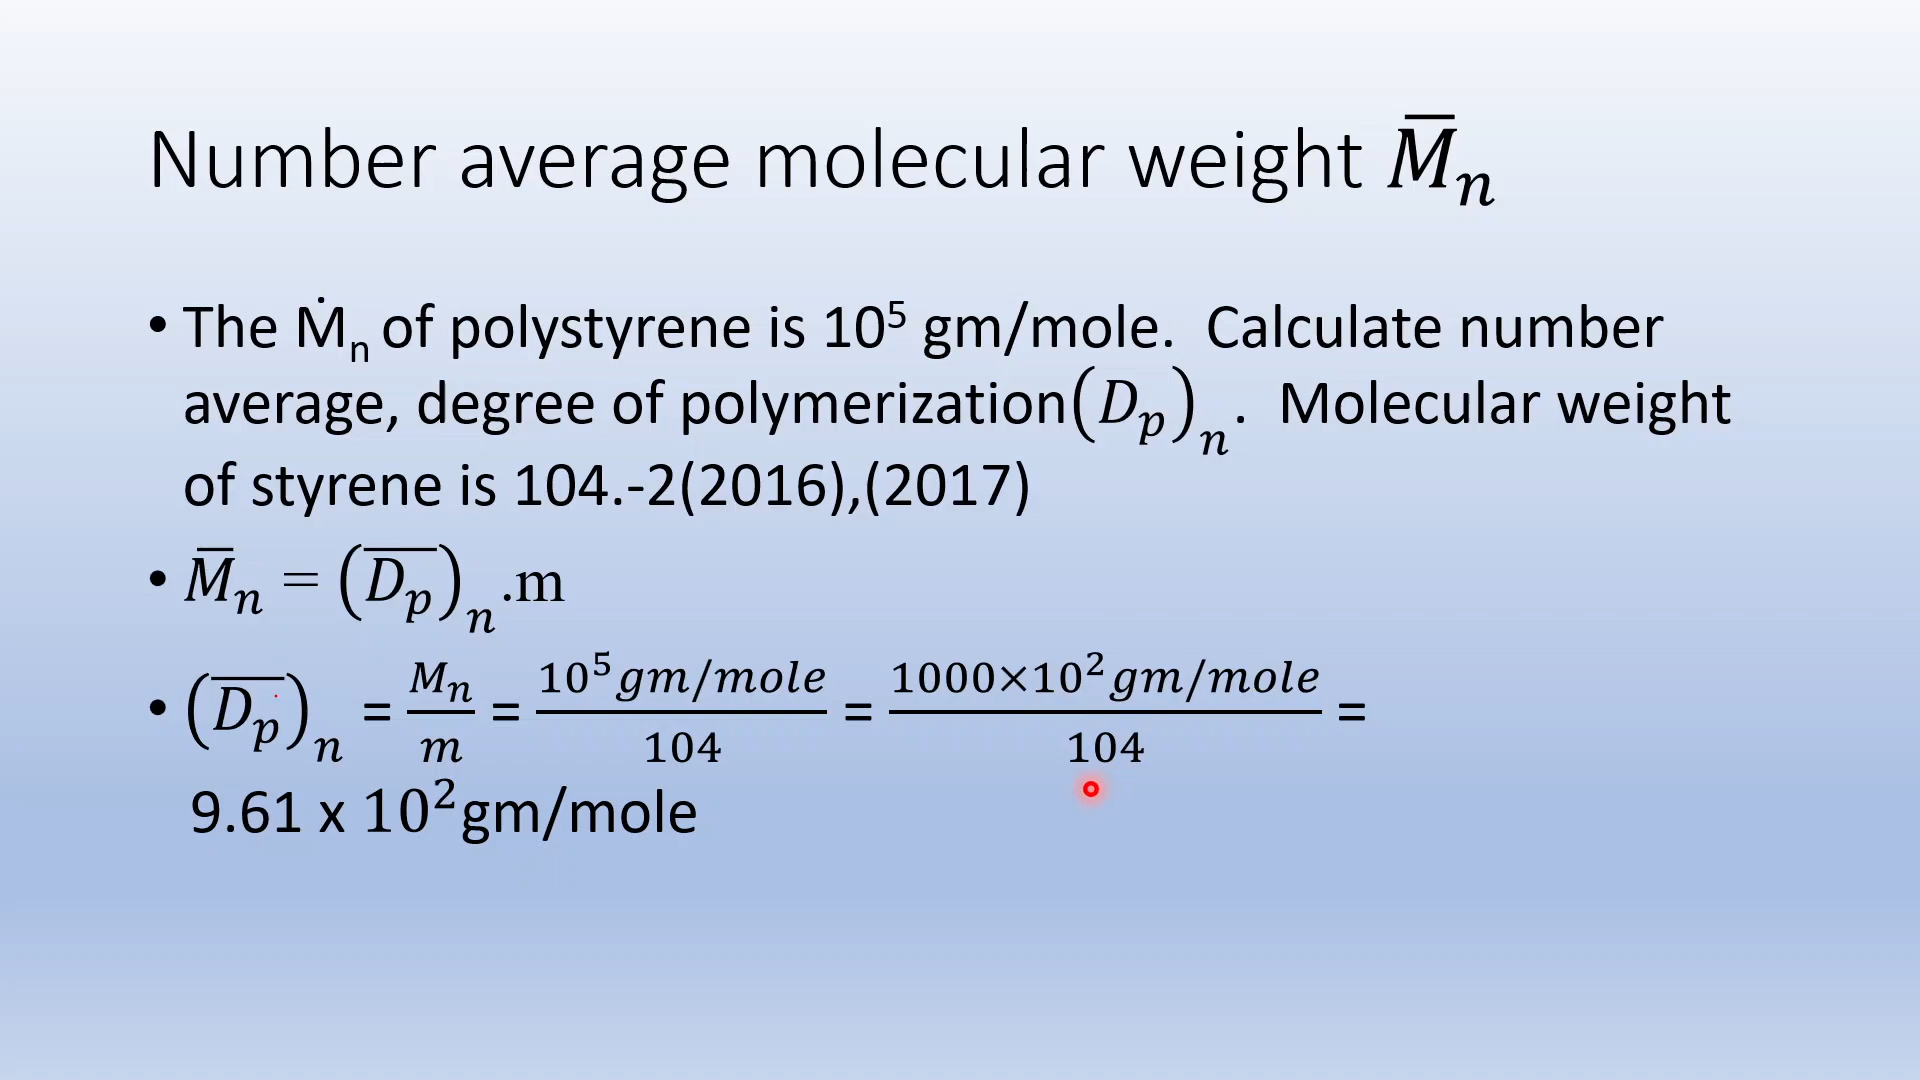 Number average molecular weight M̅ₙ
• The Ṁₙ of polystyrene is 10⁵ gm/mole. Calculate number
average, degree of polymerization(Dₚ)ₙ. Molecular weight
of styrene is 104.-2(2016),(2017)
• M̅ₙ = (D̅ₚ)ₙ.m
• (D̅ₚ)ₙ = Mₙ/m = 10⁵gm/mole/104 = 1000×10²gm/mole/104 =
9.61 x 10²gm/mole